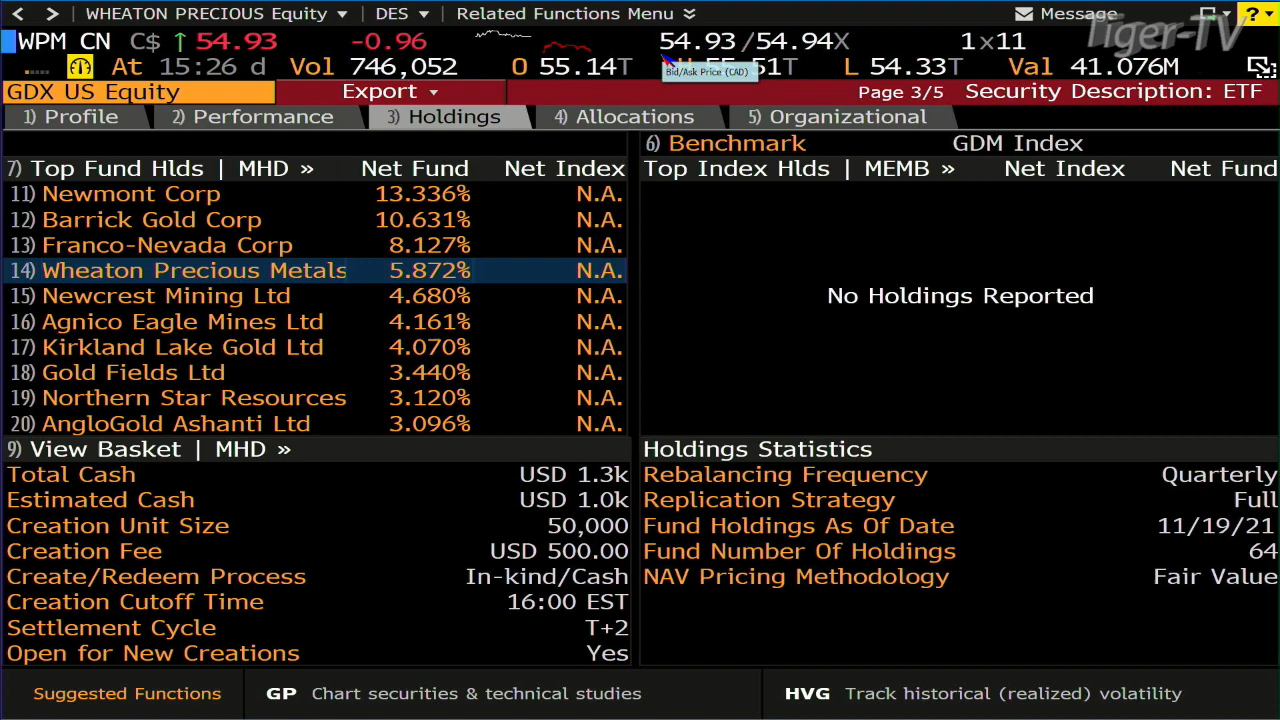 < > WHEATON PRECIOUS Equity ▼ DES ▼ Related Functions Menu Message ?
WPM CN C$ ↑ 54.93 -0.96 54.93 /54.94X 1x11
Tiger-TV
At 15:26 d Vol 746,052 O 55.14T 55.51T L 54.33T Val 41.076M
Bid/Ask Price (CAD)
GDX US Equity Export Page 3/5 Security Description: ETF
1) Profile 2) Performance 3) Holdings 4) Allocations 5) Organizational
6) Benchmark GDM Index
7) Top Fund Hlds | MHD » Net Fund Net Index Top Index Hlds | MEMB » Net Index Net Fund
11) Newmont Corp 13.336% N.A.
12) Barrick Gold Corp 10.631% N.A.
13) Franco-Nevada Corp 8.127% N.A.
14) Wheaton Precious Metals 5.872% N.A.
15) Newcrest Mining Ltd 4.680% N.A.
No Holdings Reported
16) Agnico Eagle Mines Ltd 4.161% N.A.
17) Kirkland Lake Gold Ltd 4.070% N.A.
18) Gold Fields Ltd 3.440% N.A.
19) Northern Star Resources 3.120% N.A.
20) AngloGold Ashanti Ltd 3.096% N.A.
9) View Basket | MHD » Holdings Statistics
Total Cash USD 1.3k Rebalancing Frequency Quarterly
Estimated Cash USD 1.0k Replication Strategy Full
Creation Unit Size 50,000 Fund Holdings As Of Date 11/19/21
Creation Fee USD 500.00 Fund Number Of Holdings 64
Create/Redeem Process In-kind/Cash NAV Pricing Methodology Fair Value
Creation Cutoff Time 16:00 EST
Settlement Cycle T+2
Open for New Creations Yes
Suggested Functions GP Chart securities & technical studies HVG Track historical (realized) volatility